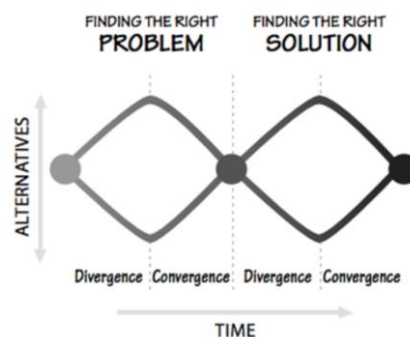 FINDING THE RIGHT
PROBLEM
FINDING THE RIGHT
SOLUTION
ALTERNATIVES
Divergence Convergence Divergence Convergence
TIME